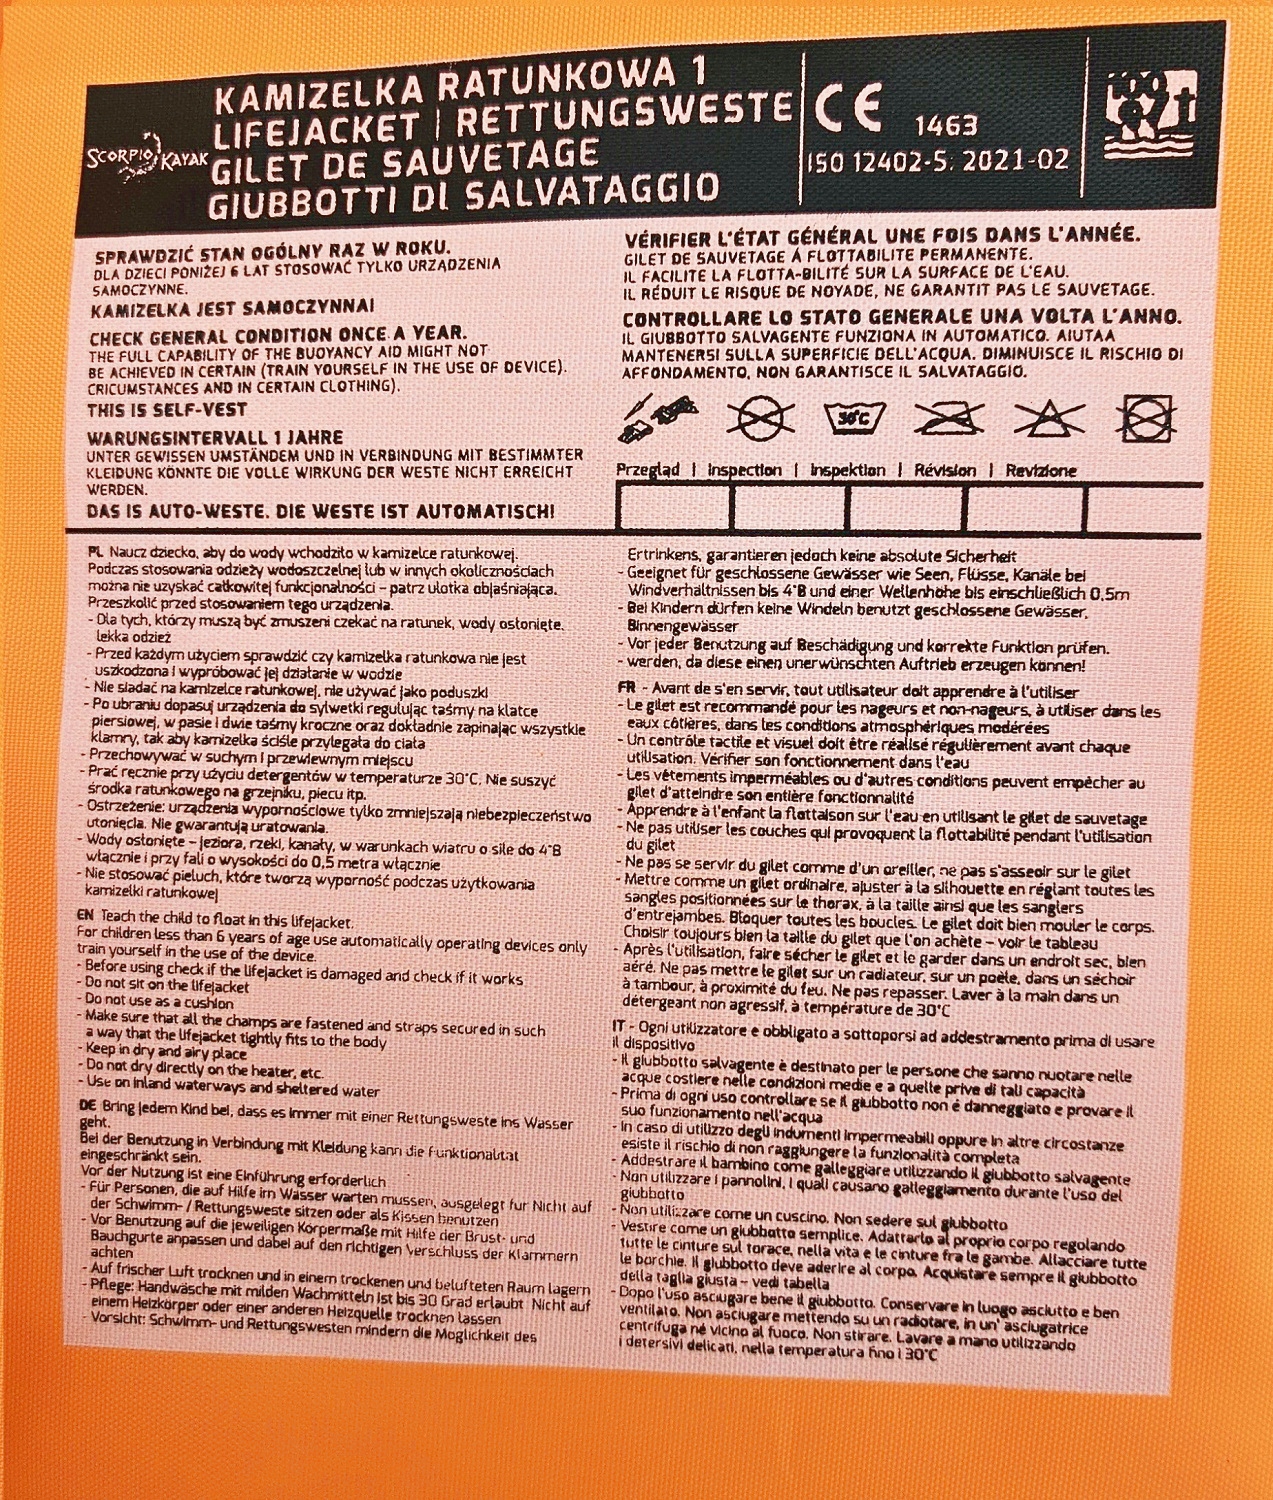 SCORPIO KAYAK
KAMIZELKA RATUNKOWA 1
LIFEJACKET | RETTUNGSWESTE
GILET DE SAUVETAGE
GIUBBOTTI DI SALVATAGGIO
CE 1463
ISO 12402-5. 2021-02
SPRAWDZIĆ STAN OGÓLNY RAZ W ROKU.
DLA DZIECI PONIŻEJ 6 LAT STOSOWAĆ TYLKO URZĄDZENIA
SAMOCZYNNE.
KAMIZELKA JEST SAMOCZYNNA!
CHECK GENERAL CONDITION ONCE A YEAR.
THE FULL CAPABILITY OF THE BUOYANCY AID MIGHT NOT
BE ACHIEVED IN CERTAIN (TRAIN YOURSELF IN THE USE OF DEVICE).
CRICUMSTANCES AND IN CERTAIN CLOTHING).
THIS IS SELF-VEST
WARUNGSINTERVALL 1 JAHRE
UNTER GEWISSEN UMSTÄNDEM UND IN VERBINDUNG MIT BESTIMMTER
KLEIDUNG KÖNNTE DIE VOLLE WIRKUNG DER WESTE NICHT ERREICHT
WERDEN.
DAS IS AUTO-WESTE. DIE WESTE IST AUTOMATISCH!
VÉRIFIER L'ÉTAT GÉNÉRAL UNE FOIS DANS L'ANNÉE.
GILET DE SAUVETAGE Á FLOTTABILITE PERMANENTE.
IL FACILITE LA FLOTTA-BILITÉ SUR LA SURFACE DE L'EAU.
IL RÉDUIT LE RISQUE DE NOYADE, NE GARANTIT PAS LE SAUVETAGE.
CONTROLLARE LO STATO GENERALE UNA VOLTA L'ANNO.
IL GIUBBOTTO SALVAGENTE FUNZIONA IN AUTOMATICO. AIUTAA
MANTENERSI SULLA SUPERFICIE DELL'ACQUA. DIMINUISCE IL RISCHIO DI
AFFONDAMENTO, NON GARANTISCE IL SALVATAGGIO.
30°C
Przegląd | Inspection | Inspektion | Révision | Revizione
PL Naucz dziecko, aby do wody wchodziło w kamizelce ratunkowej.
Podczas stosowania odzieży wodoszczelnej lub w innych okolicznościach
można nie uzyskać całkowitej funkcjonalności – patrz ulotka objaśniająca.
Przeszkolić przed stosowaniem tego urządzenia.
- Dla tych, którzy muszą być zmuszeni czekać na ratunek, wody osłonięte.
lekka odzież
- Przed każdym użyciem sprawdzić czy kamizelka ratunkowa nie jest
uszkodzona i wypróbować jej działanie w wodzie
- Nie siadać na kamizelce ratunkowej, nie używać jako poduszki
- Po ubraniu dopasuj urządzenia do sylwetki regulując taśmy na klatce
piersiowej, w pasie i dwie taśmy kroczne oraz dokładnie zapinając wszystkie
klamry, tak aby kamizelka ściśle przylegała do ciała
- Przechowywać w suchym i przewiewnym miejscu
- Prać ręcznie przy użyciu detergentów w temperaturze 30°C. Nie suszyć
środka ratunkowego na grzejniku, piecu itp.
- Ostrzeżenie: urządzenia wypornościowe tylko zmniejszają niebezpieczeństwo
utonięcia. Nie gwarantują uratowania.
- Wody osłonięte – jeziora, rzeki, kanały, w warunkach wiatru o sile do 4°B
włącznie i przy fali o wysokości do 0,5 metra włącznie
- Nie stosować pieluch, które tworzą wyporność podczas użytkowania
kamizelki ratunkowej
EN Teach the child to float in this lifejacket.
For children less than 6 years of age use automatically operating devices only
train yourself in the use of the device.
- Before using check if the lifejacket is damaged and check if it works
- Do not sit on the lifejacket
- Do not use as a cushion
- Make sure that all the champs are fastened and straps secured in such
a way that the lifejacket tightly fits to the body
- Keep in dry and airy place
- Do not dry directly on the heater, etc.
- Use on inland waterways and sheltered water
DE Bring jedem Kind bei, dass es immer mit einer Rettungsweste ins Wasser
geht.
Bei der Benutzung in Verbindung mit Kleidung kann die Funktionalität
eingeschränkt sein.
Vor der Nutzung ist eine Einführung erforderlich
- Für Personen, die auf Hilfe im Wasser warten müssen, ausgelegt für Nicht auf
der Schwimm- / Rettungsweste sitzen oder als Kissen benutzen
- Vor Benutzung auf die jeweiligen Körpermaße mit Hilfe der Brust- und
Bauchgurte anpassen und dabei auf den richtigen Verschluss der Klammern
achten
- Auf frischer Luft trocknen und in einem trockenen und belüfteten Raum lagern
- Pflege: Handwäsche mit milden Wachmitteln ist bis 30 Grad erlaubt Nicht auf
einem Heizkörper oder einer anderen Heizquelle trocknen lassen
- Vorsicht: Schwimm- und Rettungswesten mindern die Möglichkeit des
Ertrinkens, garantieren jedoch keine absolute Sicherheit
- Geeignet für geschlossene Gewässer wie Seen, Flüsse, Kanäle bei
Windverhältnissen bis 4°B und einer Wellenhöhe bis einschließlich 0,5m
- Bei Kindern dürfen keine Windeln benutzt geschlossene Gewässer,
Binnengewässer
- Vor jeder Benutzung auf Beschädigung und korrekte Funktion prüfen.
- werden, da diese einen unerwünschten Auftrieb erzeugen können!
FR - Avant de s'en servir, tout utilisateur doit apprendre à l'utiliser
- Le gilet est recommandé pour les nageurs et non-nageurs, à utiliser dans les
eaux côtières, dans les conditions atmosphériques modérées
- Un contrôle tactile et visuel doit être réalisé régulièrement avant chaque
utilisation. Vérifier son fonctionnement dans l'eau
- Les vêtements imperméables ou d'autres conditions peuvent empêcher au
gilet d'atteindre son entière fonctionnalité
- Apprendre à l'enfant la flottaison sur l'eau en utilisant le gilet de sauvetage
- Ne pas utiliser les couches qui provoquent la flottabilité pendant l'utilisation
du gilet
- Ne pas se servir du gilet comme d'un oreiller, ne pas s'asseoir sur le gilet
- Mettre comme un gilet ordinaire, ajuster à la silhouette en réglant toutes les
sangles positionnées sur le thorax, à la taille ainsi que les sanglers
d'entrejambes. Bloquer toutes les boucles. Le gilet doit bien mouler le corps.
Choisir toujours bien la taille du gilet que l'on achète – voir le tableau
- Après l'utilisation, faire sécher le gilet et le garder dans un endroit sec, bien
aéré. Ne pas mettre le gilet sur un radiateur, sur un poêle, dans un séchoir
à tambour, à proximité du feu. Ne pas repasser. Laver à la main dans un
détergeant non agressif, à température de 30°C
IT - Ogni utilizzatore e obbligato a sottoporsi ad addestramento prima di usare
il dispositivo
- Il giubbotto salvagente è destinato per le persone che sanno nuotare nelle
acque costiere nelle condizioni medie e a quelle prive di tali capacità
- Prima di ogni uso controllare se il giubbotto non é danneggiato e provare il
suo funzionamento nell'acqua
- In caso di utilizzo degli indumenti impermeabili oppure in altre circostanze
esiste il rischio di non raggiungere la funzionalità completa
- Addestrare il bambino come galleggiare utilizzando il giubbotto salvagente
- Non utilizzare i pannolini, i quali causano galleggiamento durante l'uso del
giubbotto
- Non utilizzare come un cuscino. Non sedere sul giubbotto
- Vestire come un giubbotto semplice. Adattarlo al proprio corpo regolando
tutte le cinture sul torace, nella vita e le cinture fra le gambe. Allacciare tutte
le borchie. Il giubbotto deve aderire al corpo. Acquistare sempre il giubbotto
della taglia giusta – vedi tabella
- Dopo l'uso asciugare bene il giubbotto. Conservare in luogo asciutto e ben
ventilato. Non asciugare mettendo su un radiotare, in un' asciugatrice
centrifuga né vicino al fuoco. Non stirare. Lavare a mano utilizzando
i detersivi delicati, nella temperatura fino i 30°C